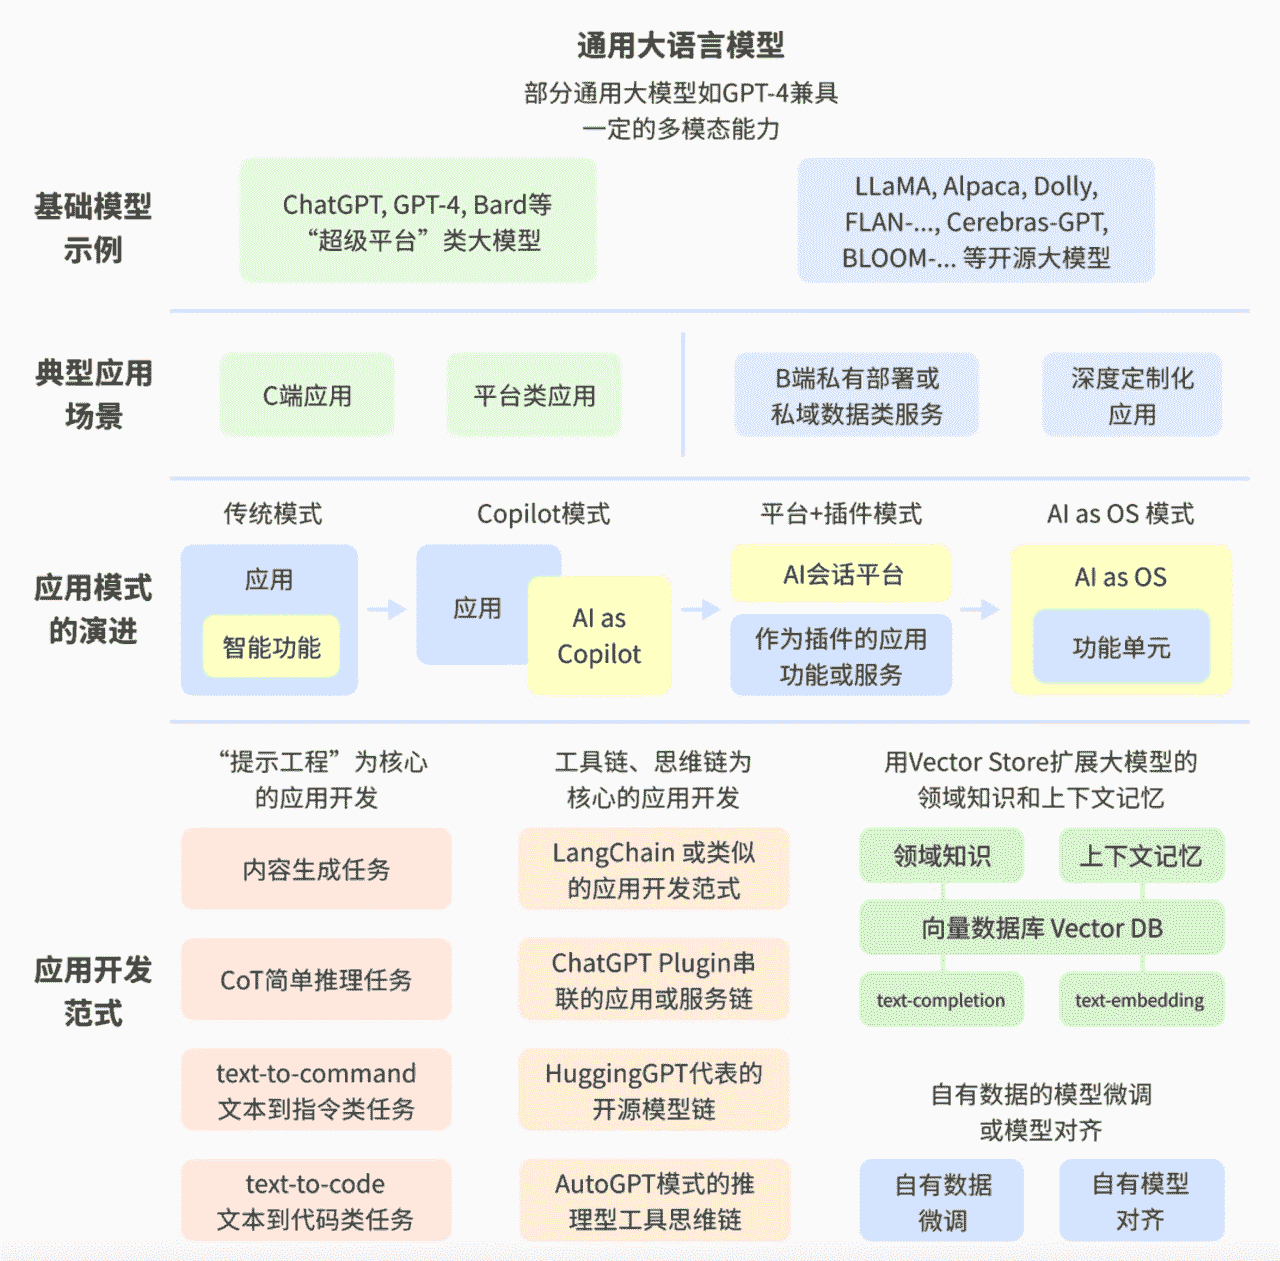 通用大语言模型
部分通用大模型如GPT-4兼具
一定的多模态能力
基础模型
示例
ChatGPT, GPT-4, Bard等
“超级平台”类大模型
LLaMA, Alpaca, Dolly,
FLAN-..., Cerebras-GPT,
BLOOM-... 等开源大模型
典型应用
场景
C端应用
平台类应用
B端私有部署或
私域数据类服务
深度定制化
应用
应用模式
的演进
传统模式
应用
智能功能
Copilot模式
应用
AI as
Copilot
平台+插件模式
AI会话平台
作为插件的应用
功能或服务
AI as OS 模式
AI as OS
功能单元
应用开发
范式
“提示工程”为核心
的应用开发
内容生成任务
CoT简单推理任务
text-to-command
文本到指令类任务
text-to-code
文本到代码类任务
工具链、思维链为
核心的应用开发
LangChain 或类似
的应用开发范式
ChatGPT Plugin串
联的应用或服务链
HuggingGPT代表的
开源模型链
AutoGPT模式的推
理型工具思维链
用Vector Store扩展大模型的
领域知识和上下文记忆
领域知识
上下文记忆
向量数据库 Vector DB
text-completion
text-embedding
自有数据的模型微调
或模型对齐
自有数据
微调
自有模型
对齐